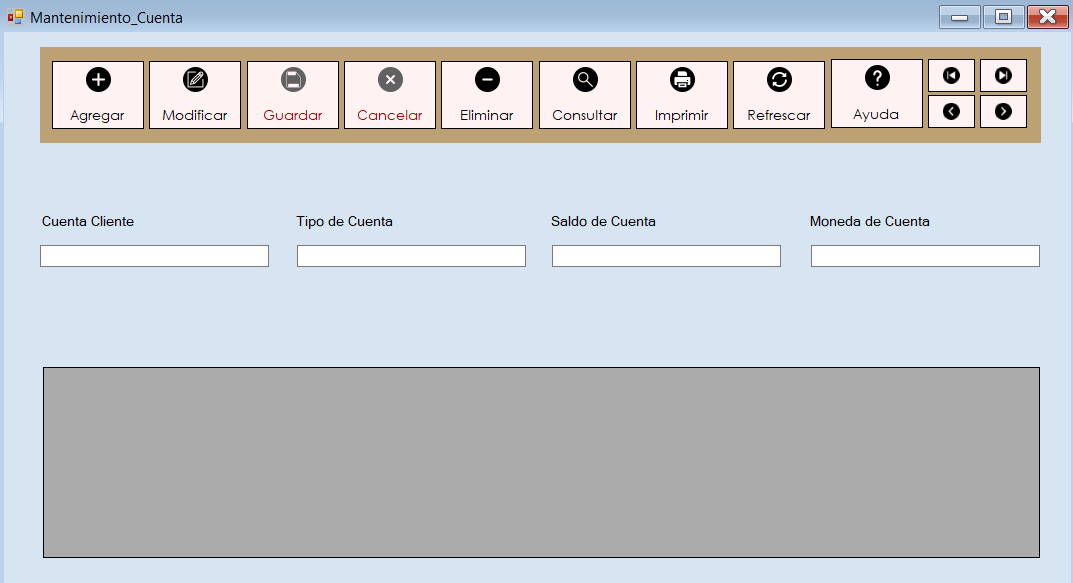 Mantenimiento_Cuenta
Agregar Modificar Guardar Cancelar Eliminar Consultar Imprimir Refrescar Ayuda
Cuenta Cliente Tipo de Cuenta Saldo de Cuenta Moneda de Cuenta